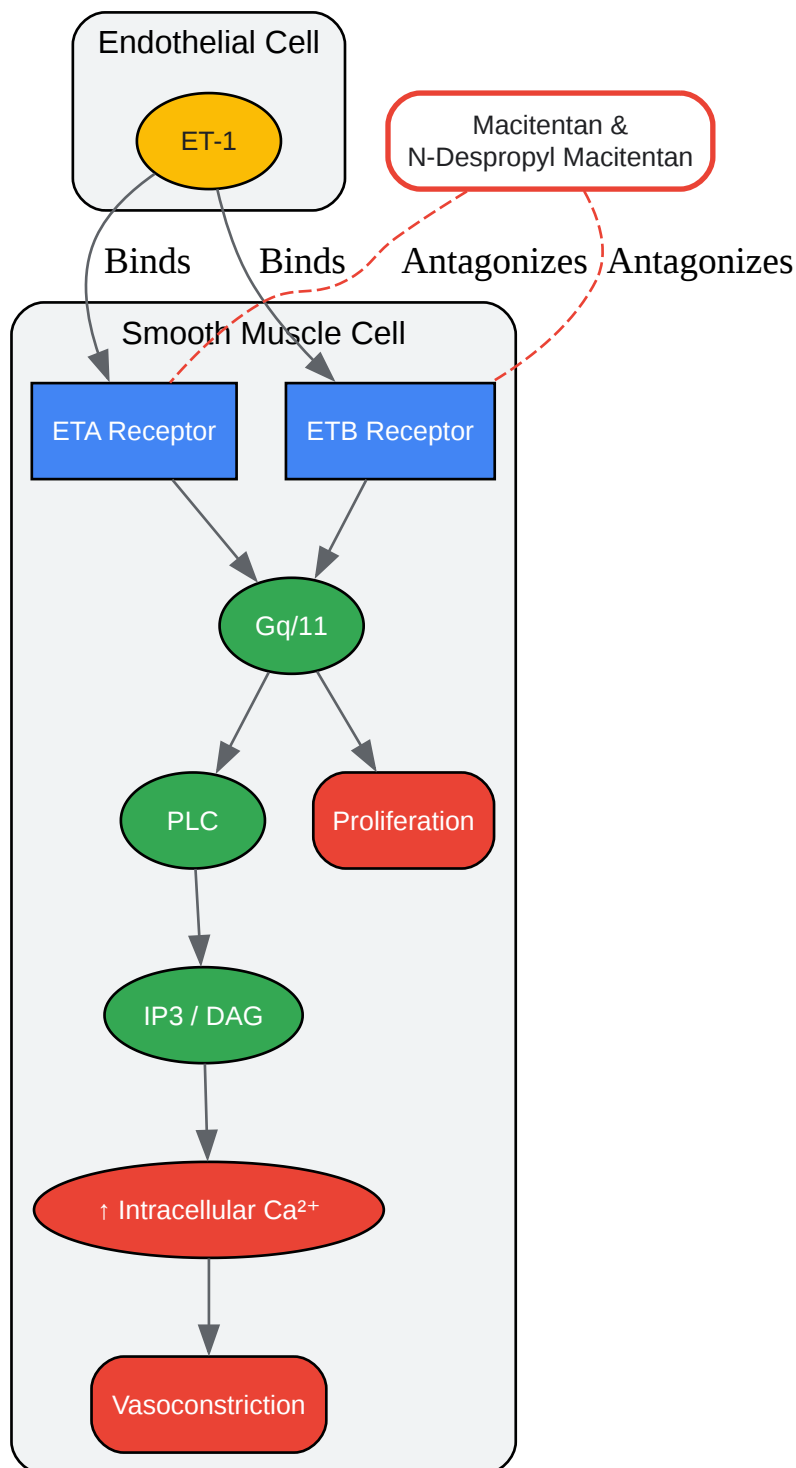 Endothelial Cell
ET-1
Macitentan &
N-Despropyl Macitentan
Binds
Binds
Antagonizes
Antagonizes
Smooth Muscle Cell
ETA Receptor
ETB Receptor
Gq/11
PLC
Proliferation
IP3 / DAG
↑ Intracellular Ca²⁺
Vasoconstriction